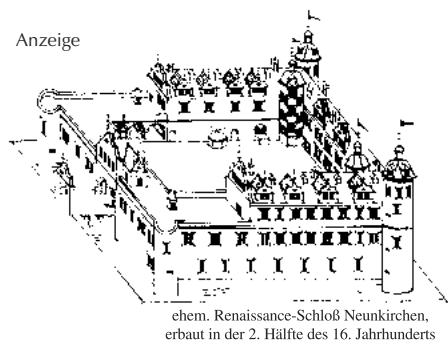 Anzeige
ehem. Renaissance-Schloß Neunkirchen,
erbaut in der 2. Hälfte des 16. Jahrhunderts